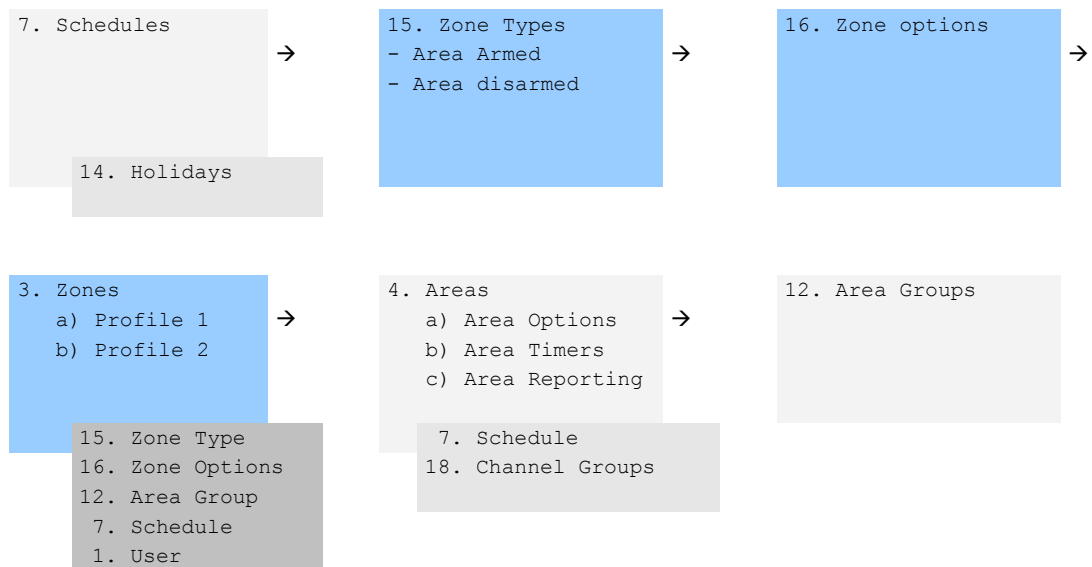 7. Schedules
→
14. Holidays
15. Zone Types
- Area Armed
- Area disarmed
→
16. Zone options
→
3. Zones
a) Profile 1
b) Profile 2
→
15. Zone Type
16. Zone Options
12. Area Group
7. Schedule
1. User
4. Areas
a) Area Options
b) Area Timers
c) Area Reporting
→
7. Schedule
18. Channel Groups
12. Area Groups